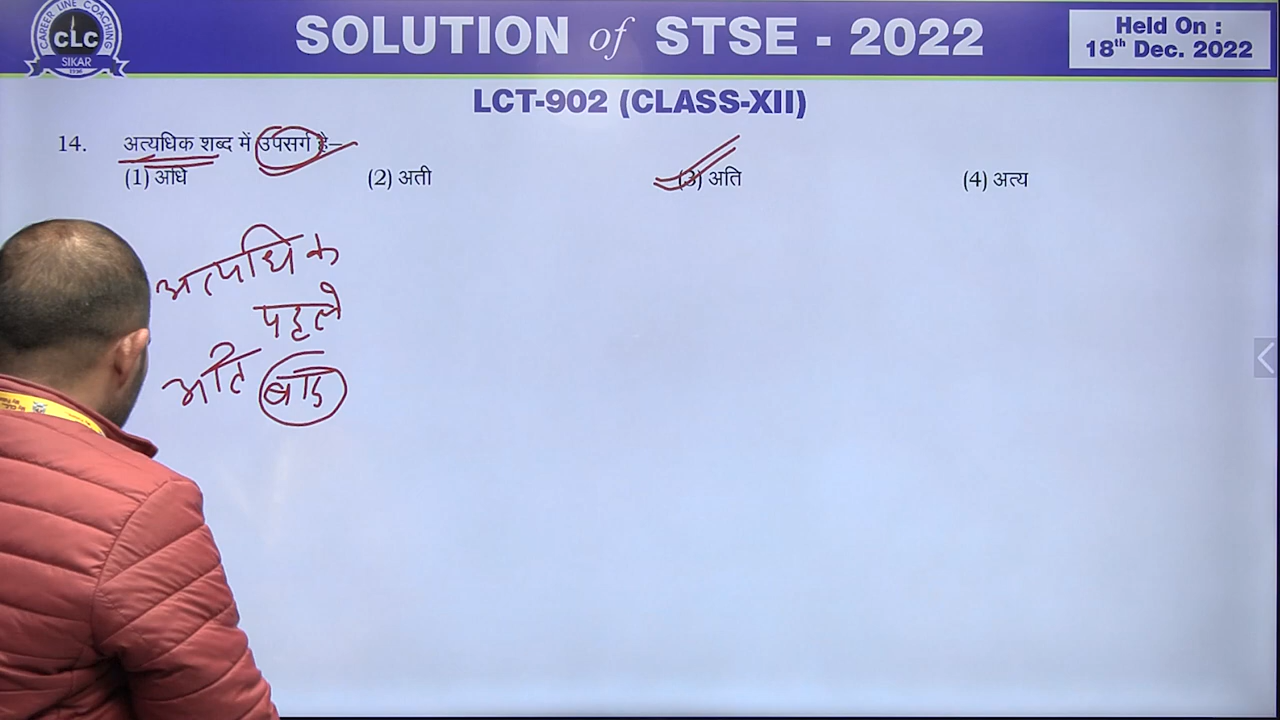 CAREER LINE COACHING
CLC
SIKAR
SOLUTION of STSE - 2022
Held On :
18th Dec. 2022
LCT-902 (CLASS-XII)
14. अत्यधिक शब्द में उपसर्ग है–
(1) अधि (2) अती (3) अति (4) अत्य
अत्यधिक
पहले
अति बाद